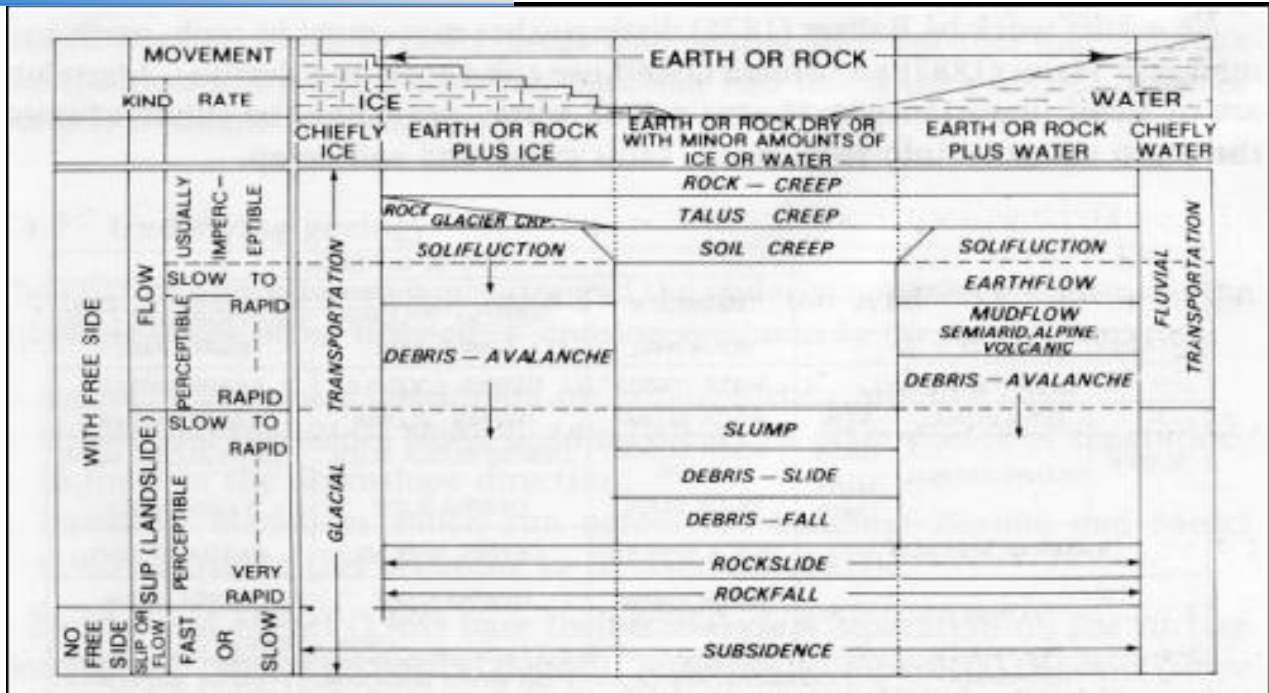 MOVEMENT
EARTH OR ROCK
KIND RATE
ICE
WATER
CHIEFLY ICE
EARTH OR ROCK PLUS ICE
EARTH OR ROCK, DRY OR WITH MINOR AMOUNTS OF ICE OR WATER
EARTH OR ROCK PLUS WATER
CHIEFLY WATER
WITH FREE SIDE
FLOW
USUALLY IMPERC–EPTIBLE
PERCEPTIBLE
SLOW TO RAPID
RAPID
SLIP (LANDSLIDE)
PERCEPTIBLE
SLOW TO RAPID
VERY RAPID
NO FREE SIDE
SLIP OR FLOW
FAST OR SLOW
GLACIAL TRANSPORTATION
ROCK — CREEP
ROCE GLACIER CRP.
TALUS CREEP
SOLIFLUCTION
SOIL CREEP
SOLIFLUCTION
EARTHFLOW
MUDFLOW
SEMIARID, ALPINE
VOLCANIC
DEBRIS — AVALANCHE
DEBRIS — AVALANCHE
SLUMP
DEBRIS — SLIDE
DEBRIS — FALL
ROCKSLIDE
ROCKFALL
SUBSIDENCE
FLUVIAL TRANSPORTATION